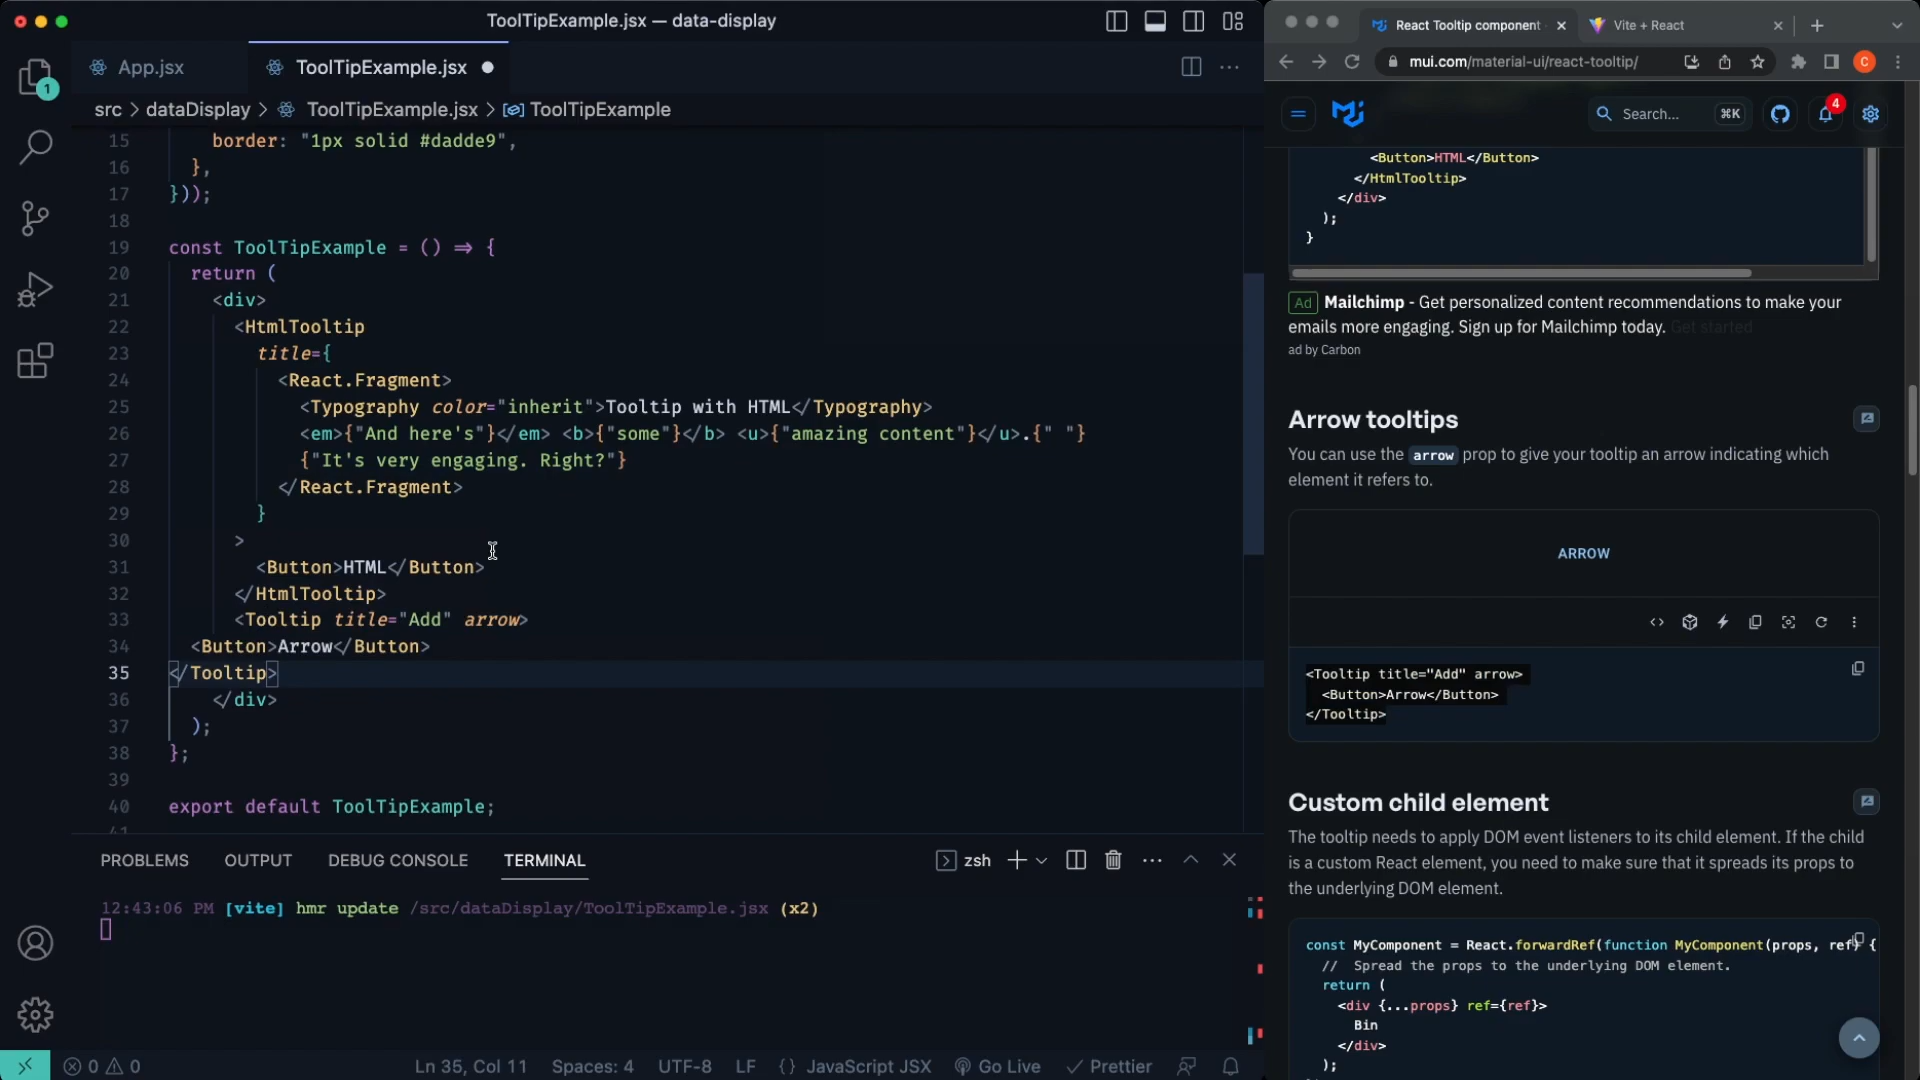 ToolTipExample.jsx — data-display
App.jsx
ToolTipExample.jsx
1
src > dataDisplay > ToolTipExample.jsx > ToolTipExample
15 border: "1px solid #dadde9",
16 },
17 }));
18
19 const ToolTipExample = () => {
20 return (
21 <div>
22 <HtmlTooltip
23 title={
24 <React.Fragment>
25 <Typography color="inherit">Tooltip with HTML</Typography>
26 <em>{"And here's"}</em> <b>{"some"}</b> <u>{"amazing content"}</u>.{" "}
27 {"It's very engaging. Right?"}
28 </React.Fragment>
29 }
30 >
31 <Button>HTML</Button>
32 </HtmlTooltip>
33 <Tooltip title="Add" arrow>
34 <Button>Arrow</Button>
35 </Tooltip>
36 </div>
37 );
38 };
39
40 export default ToolTipExample;
41
PROBLEMS OUTPUT DEBUG CONSOLE TERMINAL
zsh
12:43:06 PM [vite] hmr update /src/dataDisplay/ToolTipExample.jsx (x2)
0 0
Ln 35, Col 11 Spaces: 4 UTF-8 LF {} JavaScript JSX Go Live Prettier
React Tooltip component
Vite + React
mui.com/material-ui/react-tooltip/
C
Search... ⌘K
4
<Button>HTML</Button>
</HtmlTooltip>
</div>
);
}
Ad Mailchimp - Get personalized content recommendations to make your
emails more engaging. Sign up for Mailchimp today. Get started
ad by Carbon
Arrow tooltips
You can use the arrow prop to give your tooltip an arrow indicating which
element it refers to.
ARROW
<Tooltip title="Add" arrow>
<Button>Arrow</Button>
</Tooltip>
Custom child element
The tooltip needs to apply DOM event listeners to its child element. If the child
is a custom React element, you need to make sure that it spreads its props to
the underlying DOM element.
const MyComponent = React.forwardRef(function MyComponent(props, ref) {
// Spread the props to the underlying DOM element.
return (
<div {...props} ref={ref}>
Bin
</div>
);